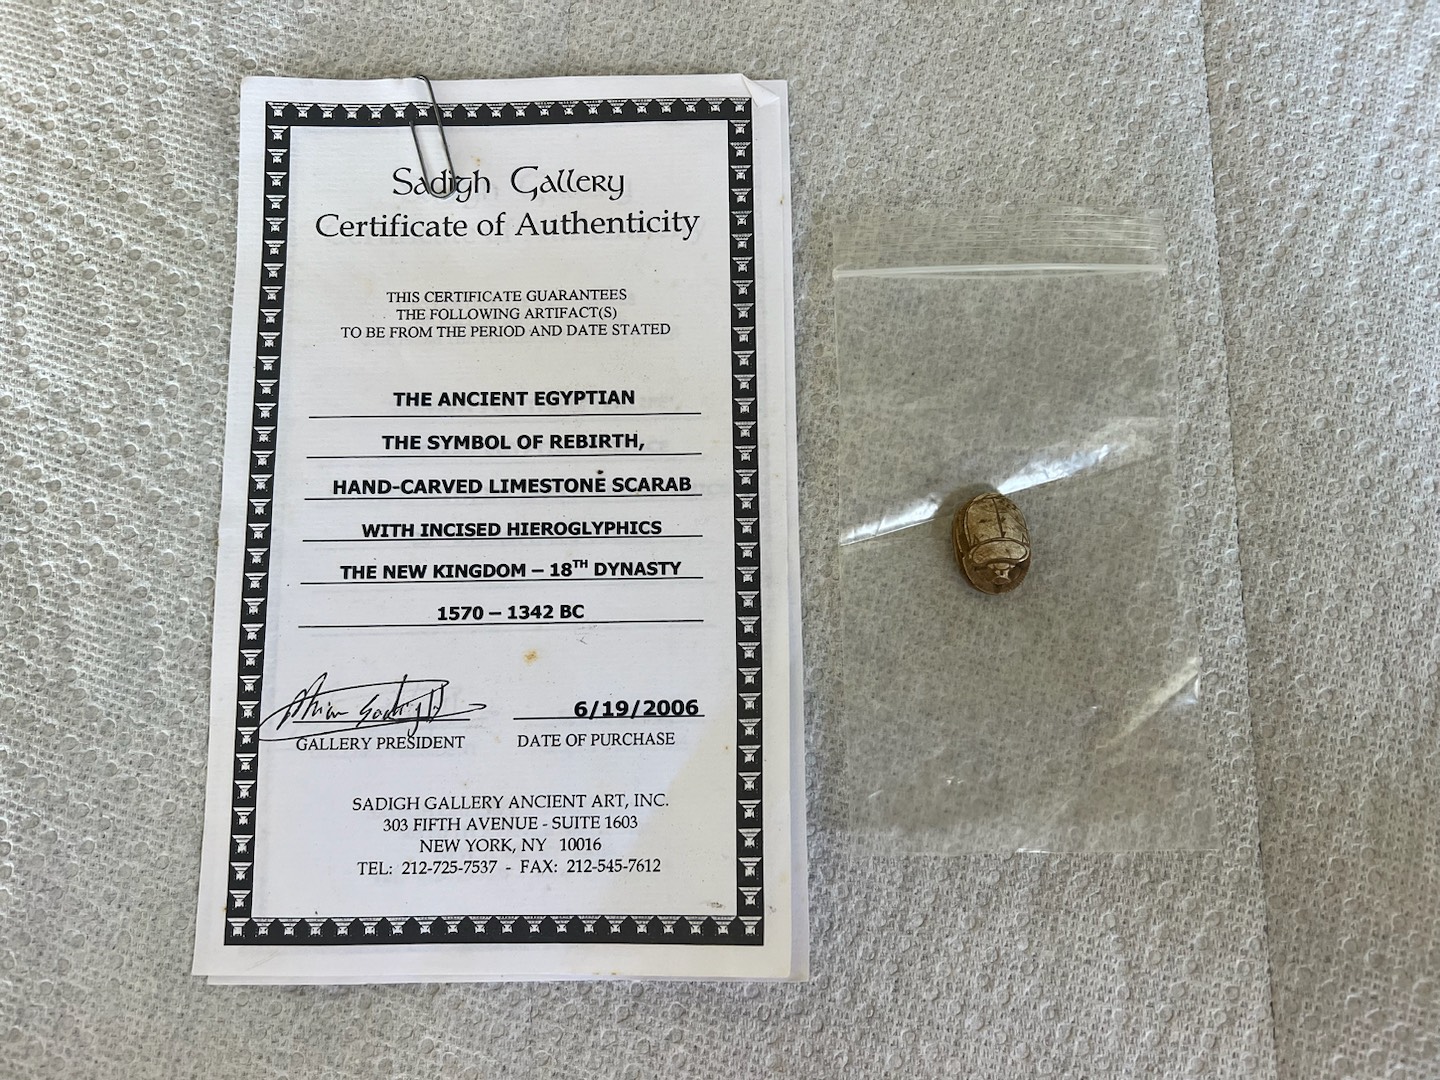 Sadigh Gallery
Certificate of Authenticity
THIS CERTIFICATE GUARANTEES
THE FOLLOWING ARTIFACT(S)
TO BE FROM THE PERIOD AND DATE STATED
THE ANCIENT EGYPTIAN
THE SYMBOL OF REBIRTH,
HAND-CARVED LIMESTONE SCARAB
WITH INCISED HIEROGLYPHICS
THE NEW KINGDOM – 18TH DYNASTY
1570 – 1342 BC
6/19/2006
GALLERY PRESIDENT DATE OF PURCHASE
SADIGH GALLERY ANCIENT ART, INC.
303 FIFTH AVENUE - SUITE 1603
NEW YORK, NY 10016
TEL: 212-725-7537 - FAX: 212-545-7612